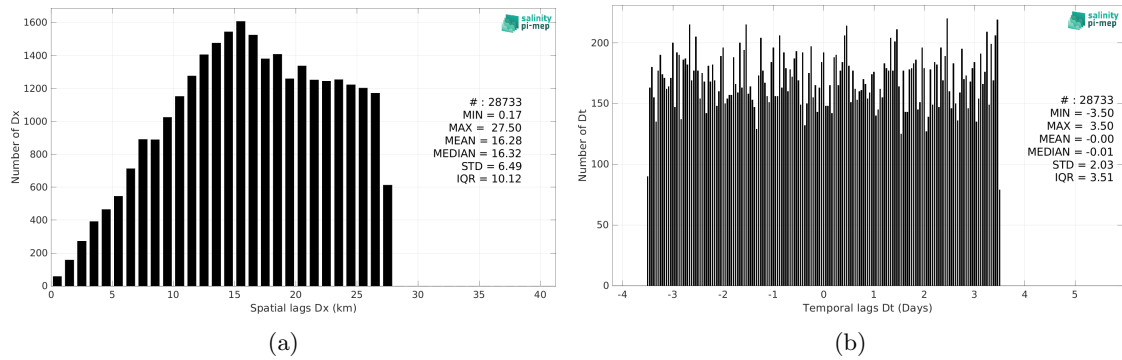 1600
1400
1200
1000
800
600
400
200
0
Number of Dx
salinity
pi-mep
# : 28733
MIN = 0.17
MAX = 27.50
MEAN = 16.28
MEDIAN = 16.32
STD = 6.49
IQR = 10.12
0 5 10 15 20 25 30 35 40
Spatial lags Dx (km)
(a)
200
150
100
50
0
Number of Dt
salinity
pi-mep
# : 28733
MIN = -3.50
MAX = 3.50
MEAN = -0.00
MEDIAN = -0.01
STD = 2.03
IQR = 3.51
-4 -3 -2 -1 0 1 2 3 4 5
Temporal lags Dt (Days)
(b)